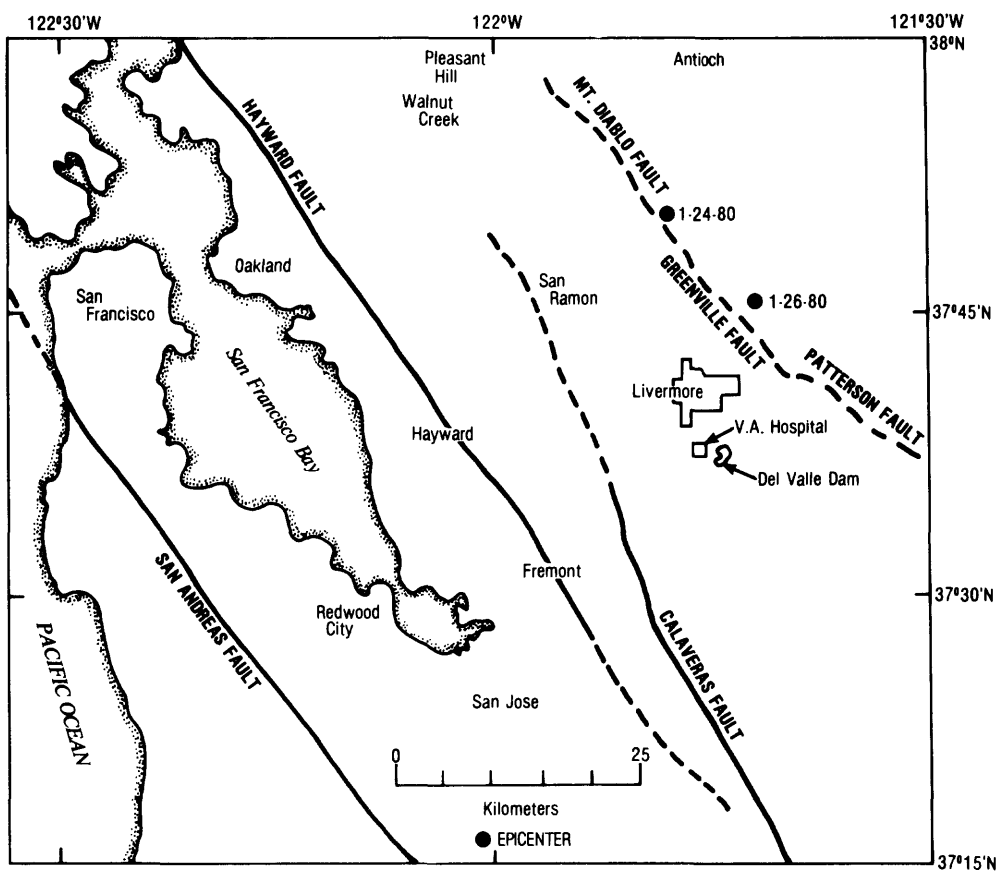 122°30'W
122°W
121°30'W
38°N
Pleasant
Hill
Antioch
Walnut
Creek
MT. DIABLO FAULT
HAYWARD FAULT
1-24-80
Oakland
San
Ramon
GREENVILLE FAULT
1-26-80
San
Francisco
37°45'N
San Francisco Bay
PATTERSON FAULT
Livermore
Hayward
V.A. Hospital
Del Valle Dam
SAN ANDREAS FAULT
Fremont
37°30'N
Redwood
City
CALAVERAS FAULT
PACIFIC OCEAN
San Jose
0
25
Kilometers
EPICENTER
37°15'N